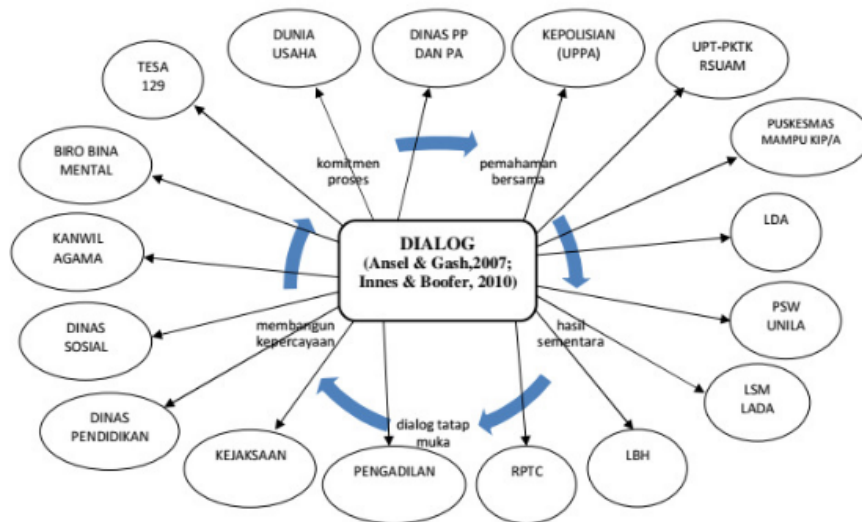 DUNIA
USAHA
DINAS PP
DAN PA
KEPOLISIAN
(UPPA)
UPT-PKTK
RSUAM
TESA
129
PUSKESMAS
MAMPU KIP/A
BIRO BINA
MENTAL
komitmen
proses
pemahaman
bersama
LDA
KANWIL
AGAMA
DIALOG
(Ansel & Gash,2007;
Innes & Boofer, 2010)
PSW
UNILA
DINAS
SOSIAL
membangun
kepercayaan
hasil
sementara
LSM
LADA
DINAS
PENDIDIKAN
KEJAKSAAN
dialog tatap
muka
PENGADILAN
RPTC
LBH